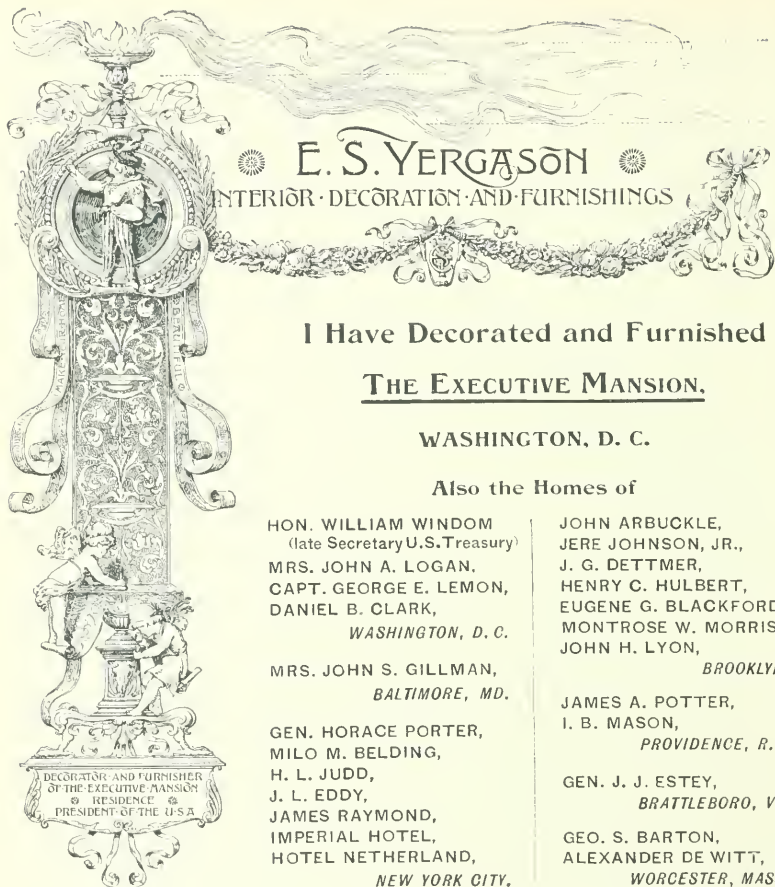 E. S. YERGASON
INTERIOR · DECORATION · AND · FURNISHINGS
I Have Decorated and Furnished
THE EXECUTIVE MANSION,
WASHINGTON, D. C.
Also the Homes of
HON. WILLIAM WINDOM
(late Secretary U.S. Treasury)
MRS. JOHN A. LOGAN,
CAPT. GEORGE E. LEMON,
DANIEL B. CLARK,
WASHINGTON, D. C.
MRS. JOHN S. GILLMAN,
BALTIMORE, MD.
GEN. HORACE PORTER,
MILO M. BELDING,
H. L. JUDD,
J. L. EDDY,
JAMES RAYMOND,
IMPERIAL HOTEL,
HOTEL NETHERLAND,
NEW YORK CITY,
JOHN ARBUCKLE,
JERE JOHNSON, JR.,
J. G. DETTMER,
HENRY C. HULBERT,
EUGENE G. BLACKFORD
MONTROSE W. MORRIS
JOHN H. LYON,
BROOKLY
JAMES A. POTTER,
I. B. MASON,
PROVIDENCE, R.
GEN. J. J. ESTEY,
BRATTLEBORO, V
GEO. S. BARTON,
ALEXANDER DE WITT,
WORCESTER, MAS
DECORATOR · AND · FURNISHER
OF · THE · EXECUTIVE · MANSION
RESIDENCE
PRESIDENT · OF · THE · U · S · A